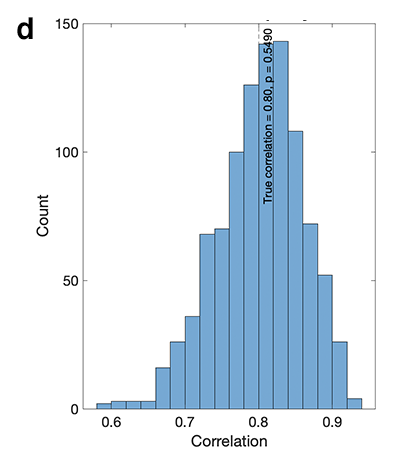 d
150
100
50
0
Count
True correlation = 0.80, p = 0.5490
0.6 0.7 0.8 0.9
Correlation